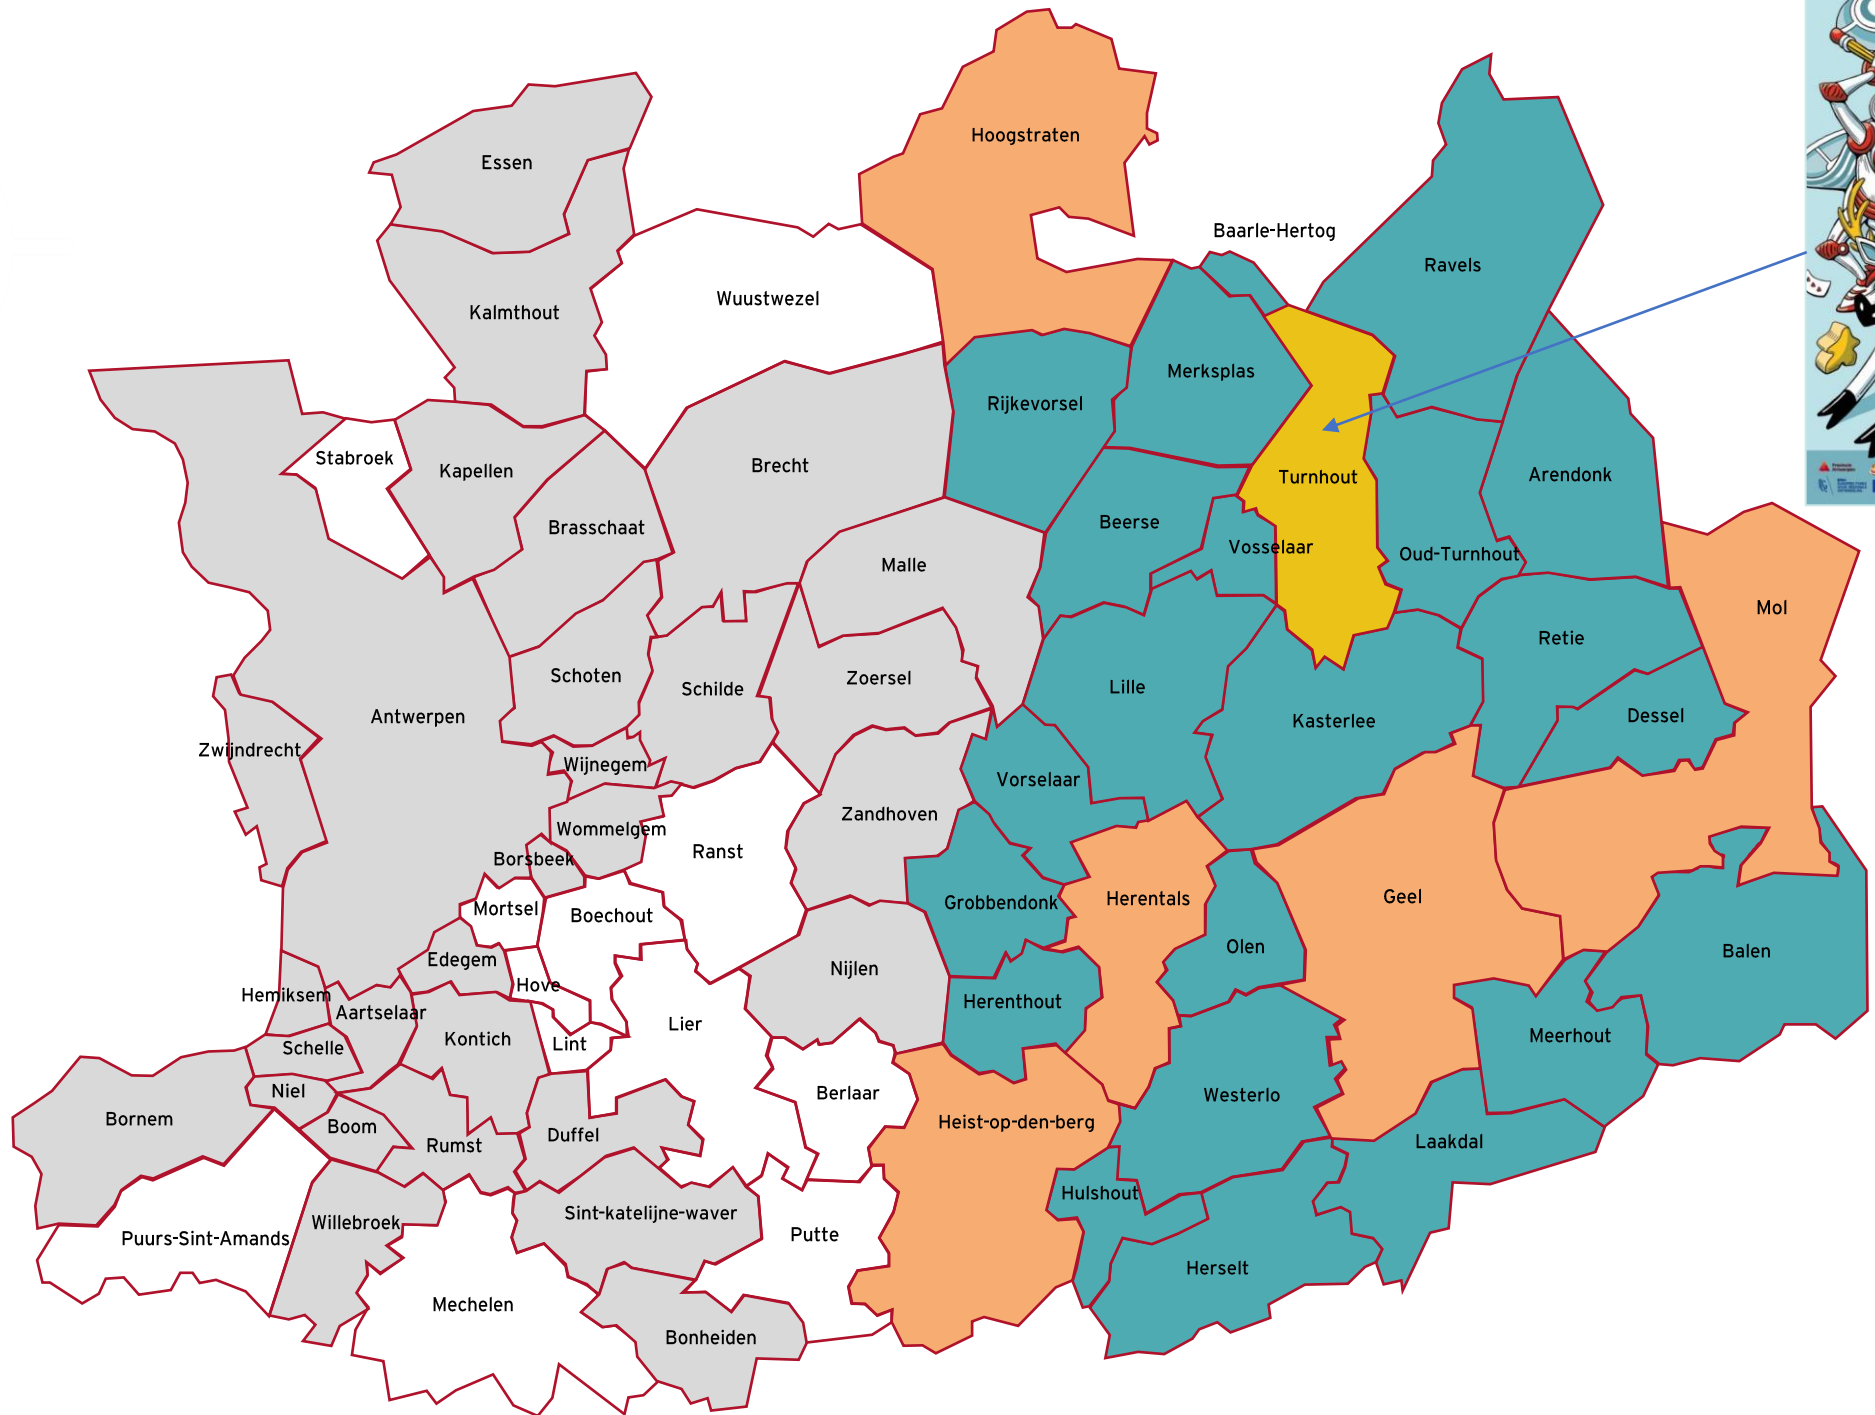 Hoogstraten
Essen
Baarle-Hertog
Ravels
Wuustwezel
Kalmthout
Merksplas
Rijkevorsel
Stabroek
Kapellen
Brecht
Turnhout
Arendonk
Brasschaat
Beerse
Vosselaar
Oud-Turnhout
Malle
Mol
Retie
Schoten
Schilde
Zoersel
Lille
Antwerpen
Kasterlee
Dessel
Zwijndrecht
Wijnegem
Vorselaar
Zandhoven
Wommelgem
Borsbeek
Ranst
Geel
Herentals
Grobbendonk
Mortsel
Boechout
Olen
Balen
Edegem
Nijlen
Hove
Hemiksem
Herenthout
Aartselaar
Lier
Kontich
Lint
Meerhout
Schelle
Niel
Berlaar
Westerlo
Bornem
Boom
Heist-op-den-berg
Duffel
Rumst
Laakdal
Hulshout
Sint-katelijne-waver
Willebroek
Puurs-Sint-Amands
Putte
Herselt
Mechelen
Bonheiden